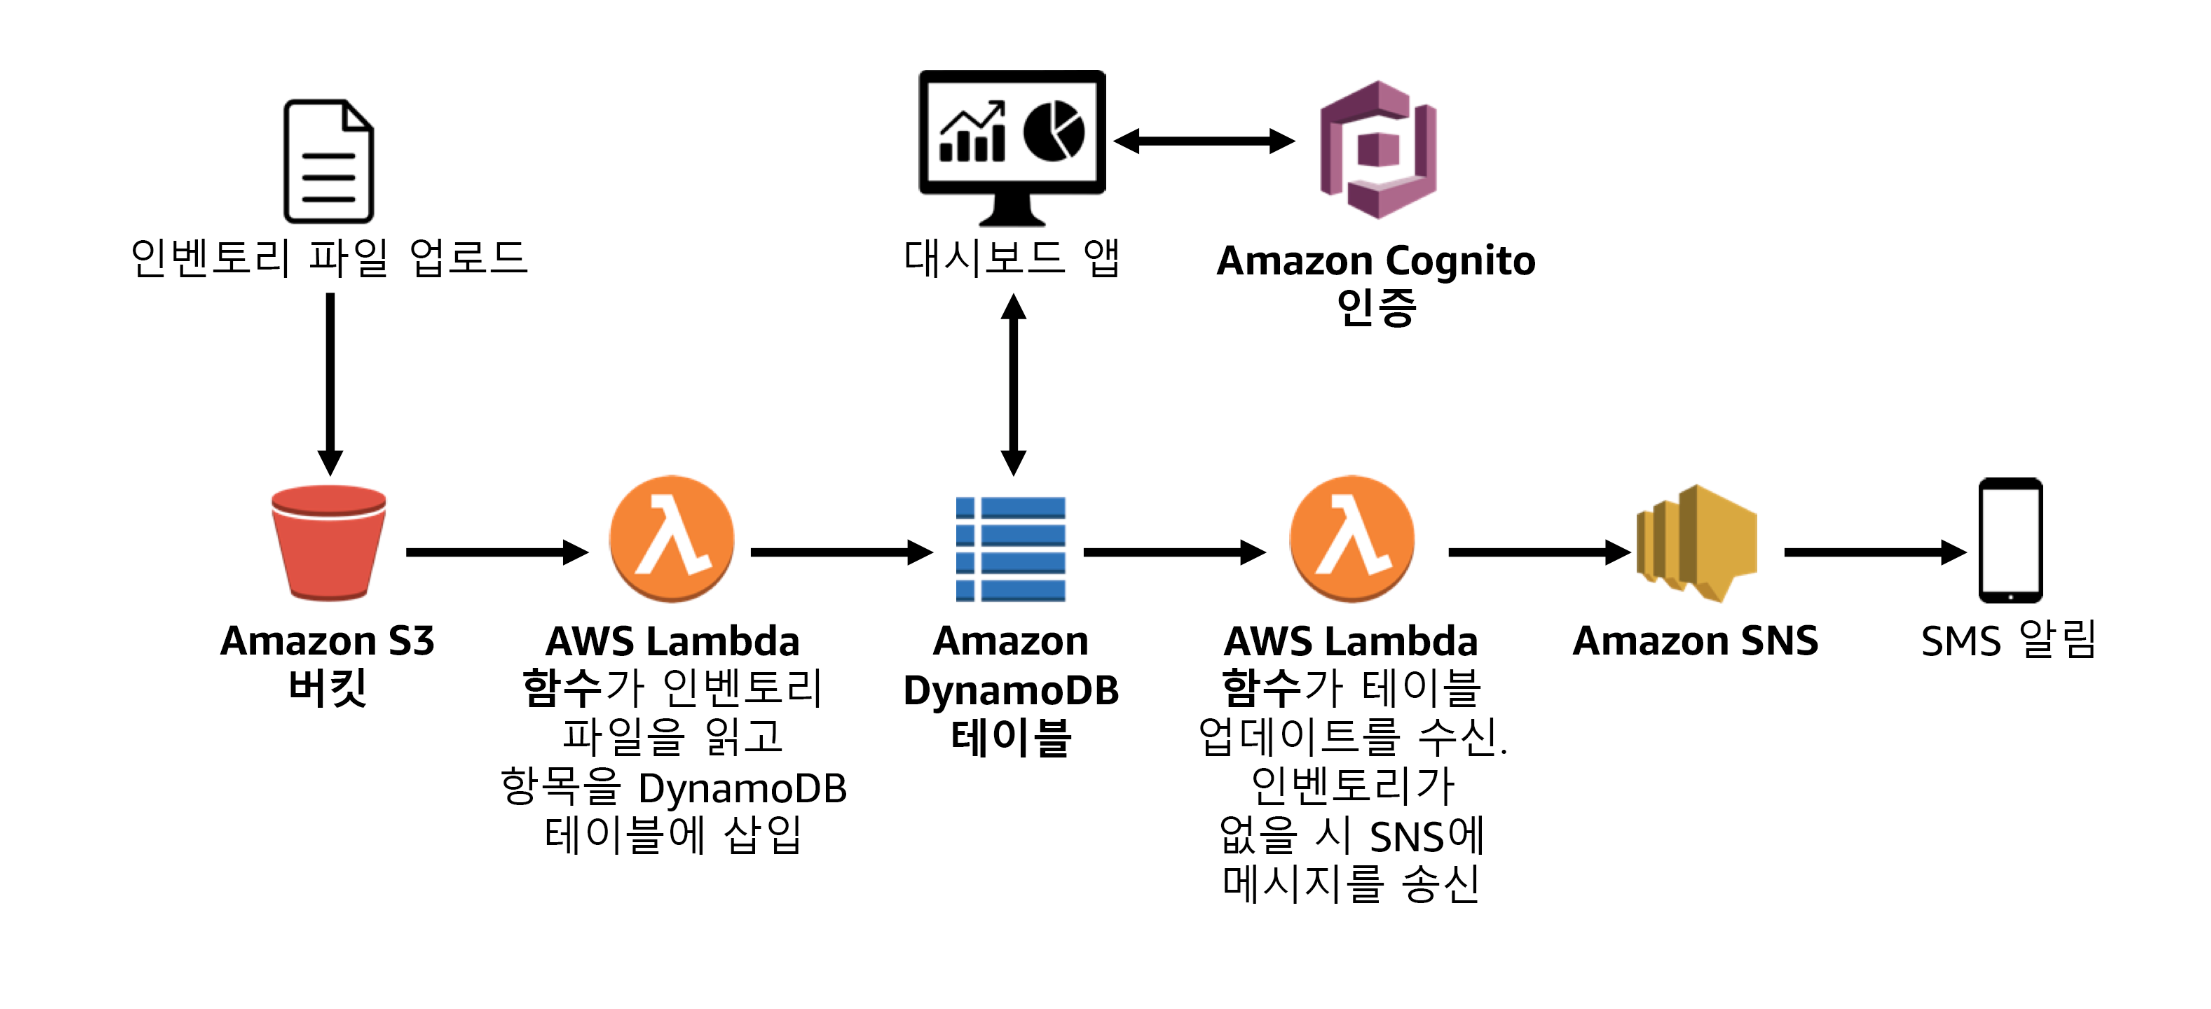 인벤토리 파일 업로드
대시보드 앱
Amazon Cognito
인증
Amazon S3
버킷
AWS Lambda
함수가 인벤토리
파일을 읽고
항목을 DynamoDB
테이블에 삽입
Amazon
DynamoDB
테이블
AWS Lambda
함수가 테이블
업데이트를 수신.
인벤토리가
없을 시 SNS에
메시지를 송신
Amazon SNS
SMS 알림